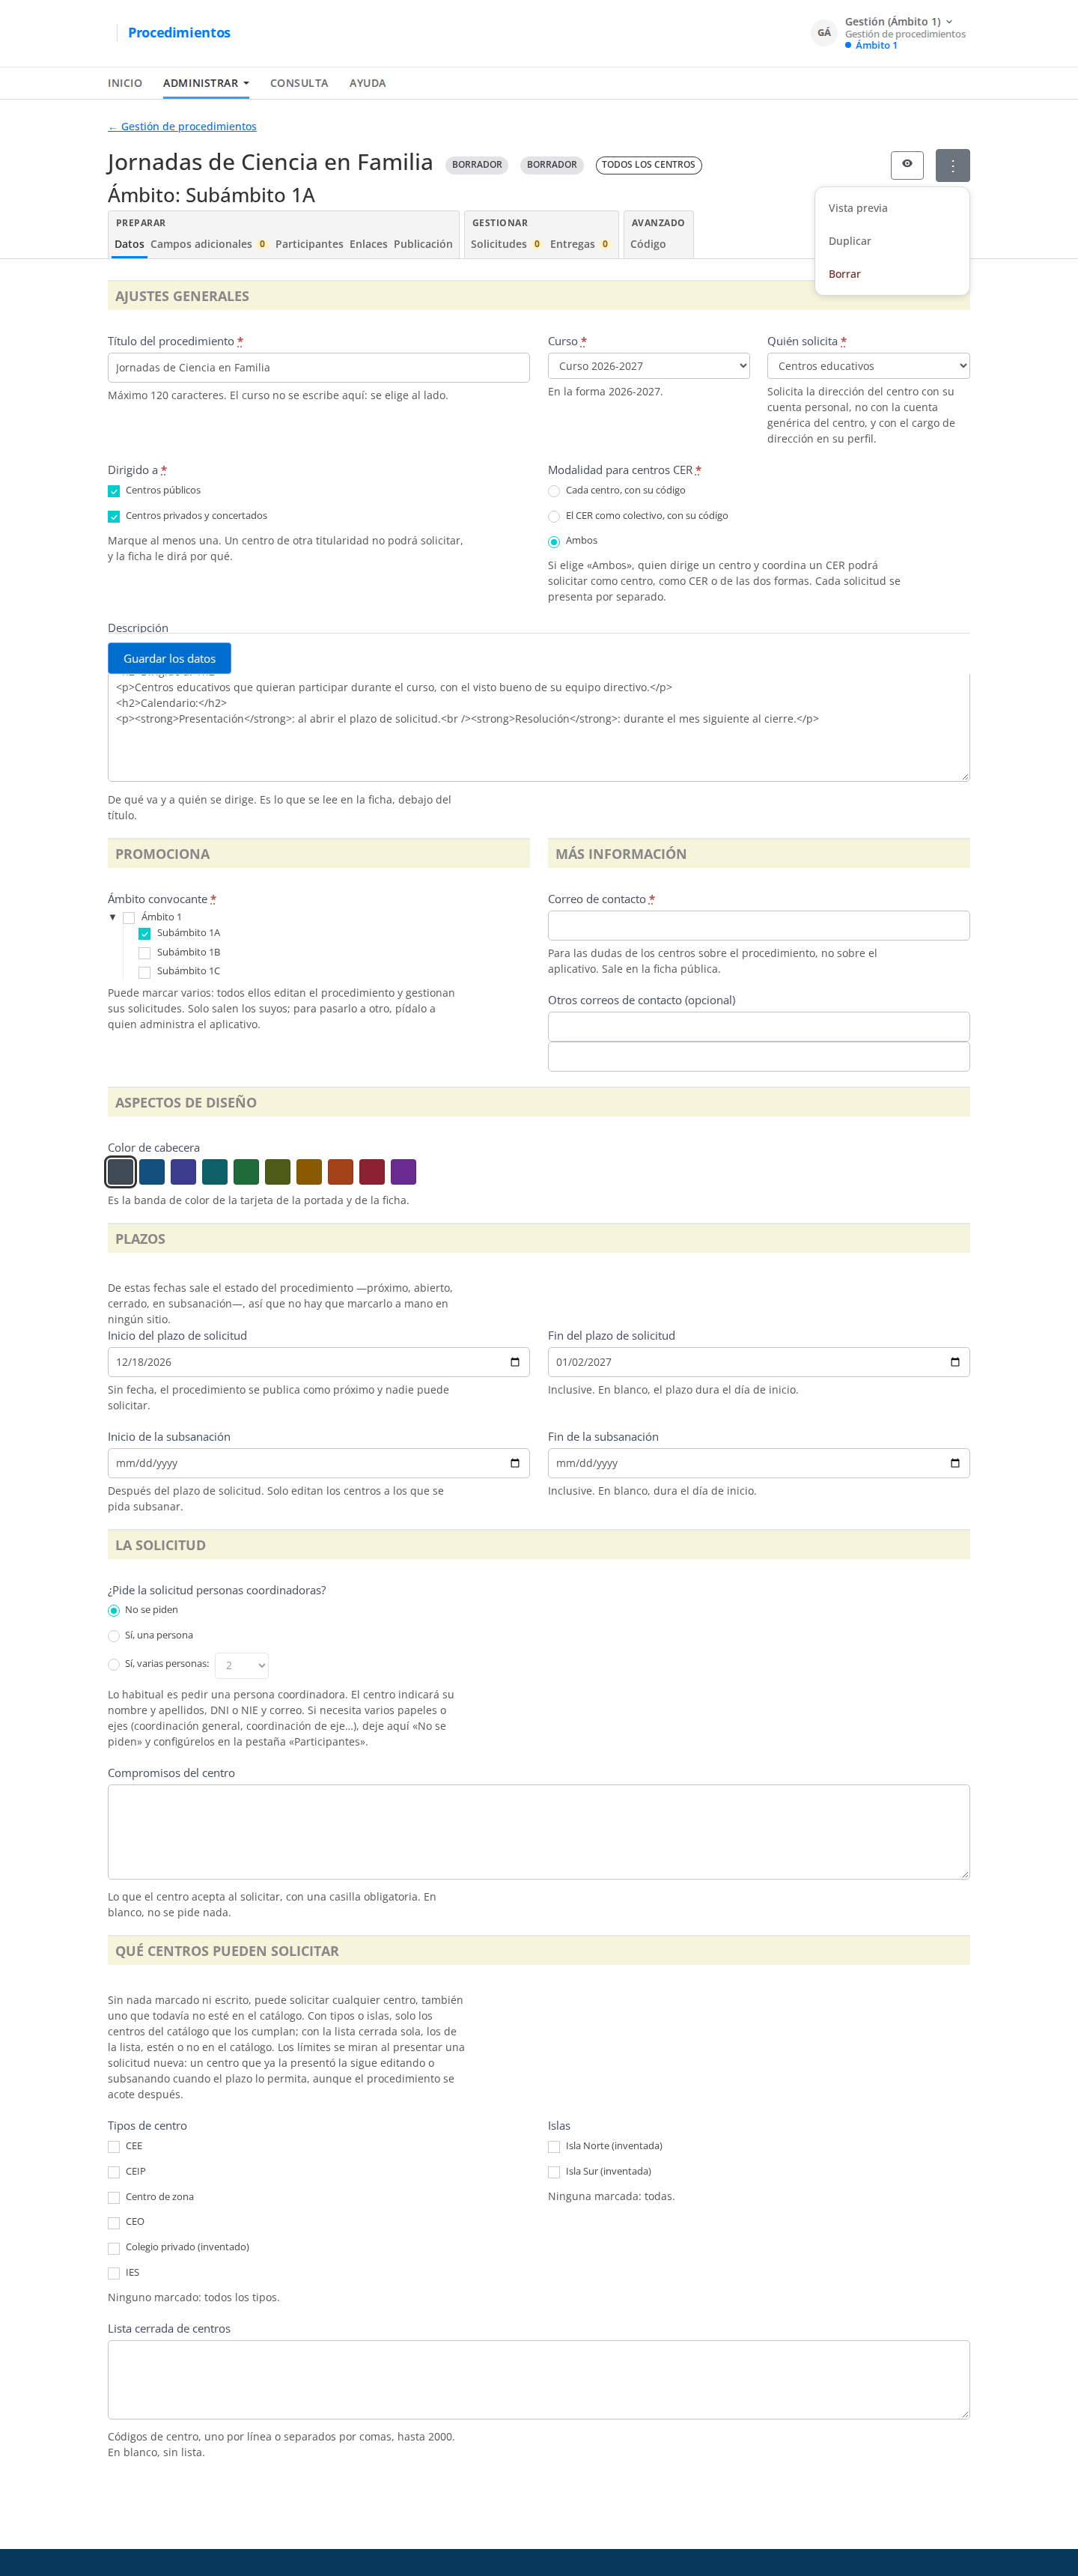 Procedimientos
GÁ
Gestión (Ámbito 1)
Gestión de procedimientos
Ámbito 1
INICIO
ADMINISTRAR
CONSULTA
AYUDA
← Gestión de procedimientos
Jornadas de Ciencia en Familia BORRADOR BORRADOR TODOS LOS CENTROS
⋮
Ámbito: Subámbito 1A
Vista previa
Duplicar
Borrar
PREPARAR
Datos Campos adicionales 0 Participantes Enlaces Publicación
GESTIONAR
Solicitudes 0 Entregas 0
AVANZADO
Código
AJUSTES GENERALES
Título del procedimiento *
Jornadas de Ciencia en Familia
Máximo 120 caracteres. El curso no se escribe aquí: se elige al lado.
Curso *
Curso 2026-2027
En la forma 2026-2027.
Quién solicita *
Centros educativos
Solicita la dirección del centro con su
cuenta personal, no con la cuenta
genérica del centro, y con el cargo de
dirección en su perfil.
Dirigido a *
Centros públicos
Centros privados y concertados
Marque al menos una. Un centro de otra titularidad no podrá solicitar,
y la ficha le dirá por qué.
Modalidad para centros CER *
Cada centro, con su código
El CER como colectivo, con su código
Ambos
Si elige «Ambos», quien dirige un centro y coordina un CER podrá
solicitar como centro, como CER o de las dos formas. Cada solicitud se
presenta por separado.
Descripción
Guardar los datos
<p>Centros educativos que quieran participar durante el curso, con el visto bueno de su equipo directivo.</p>
<h2>Calendario:</h2>
<p><strong>Presentación</strong>: al abrir el plazo de solicitud.<br /><strong>Resolución</strong>: durante el mes siguiente al cierre.</p>
De qué va y a quién se dirige. Es lo que se lee en la ficha, debajo del
título.
PROMOCIONA
Ámbito convocante *
▼ Ámbito 1
Subámbito 1A
Subámbito 1B
Subámbito 1C
Puede marcar varios: todos ellos editan el procedimiento y gestionan
sus solicitudes. Solo salen los suyos; para pasarlo a otro, pídalo a
quien administra el aplicativo.
MÁS INFORMACIÓN
Correo de contacto *
Para las dudas de los centros sobre el procedimiento, no sobre el
aplicativo. Sale en la ficha pública.
Otros correos de contacto (opcional)
ASPECTOS DE DISEÑO
Color de cabecera
Es la banda de color de la tarjeta de la portada y de la ficha.
PLAZOS
De estas fechas sale el estado del procedimiento —próximo, abierto,
cerrado, en subsanación—, así que no hay que marcarlo a mano en
ningún sitio.
Inicio del plazo de solicitud
12/18/2026
Sin fecha, el procedimiento se publica como próximo y nadie puede
solicitar.
Fin del plazo de solicitud
01/02/2027
Inclusive. En blanco, el plazo dura el día de inicio.
Inicio de la subsanación
mm/dd/yyyy
Después del plazo de solicitud. Solo editan los centros a los que se
pida subsanar.
Fin de la subsanación
mm/dd/yyyy
Inclusive. En blanco, dura el día de inicio.
LA SOLICITUD
¿Pide la solicitud personas coordinadoras?
No se piden
Sí, una persona
Sí, varias personas: 2
Lo habitual es pedir una persona coordinadora. El centro indicará su
nombre y apellidos, DNI o NIE y correo. Si necesita varios papeles o
ejes (coordinación general, coordinación de eje...), deje aquí «No se
piden» y configúrelos en la pestaña «Participantes».
Compromisos del centro
Lo que el centro acepta al solicitar, con una casilla obligatoria. En
blanco, no se pide nada.
QUÉ CENTROS PUEDEN SOLICITAR
Sin nada marcado ni escrito, puede solicitar cualquier centro, también
uno que todavía no esté en el catálogo. Con tipos o islas, solo los
centros del catálogo que los cumplan; con la lista cerrada sola, los de
la lista, estén o no en el catálogo. Los límites se miran al presentar una
solicitud nueva: un centro que ya la presentó la sigue editando o
subsanando cuando el plazo lo permita, aunque el procedimiento se
acote después.
Tipos de centro
CEE
CEIP
Centro de zona
CEO
Colegio privado (inventado)
IES
Ninguno marcado: todos los tipos.
Islas
Isla Norte (inventada)
Isla Sur (inventada)
Ninguna marcada: todas.
Lista cerrada de centros
Códigos de centro, uno por línea o separados por comas, hasta 2000.
En blanco, sin lista.